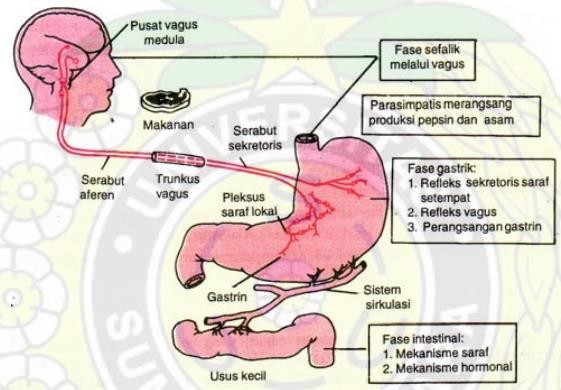 Pusat vagus
medula
Fase sefalik
melalui vagus
Parasimpatis merangsang
produksi pepsin dan asam
Makanan
Serabut
sekretoris
Serabut
aferen
Trunkus
vagus
Pleksus
saraf lokal
Fase gastrik:
1. Refleks sekretoris saraf
setempat
2. Refleks vagus
3. Perangsangan gastrin
Gastrin
Sistem
sirkulasi
Usus kecil
Fase intestinal:
1. Mekanisme saraf
2. Mekanisme hormonal
UNIVERS
SUM